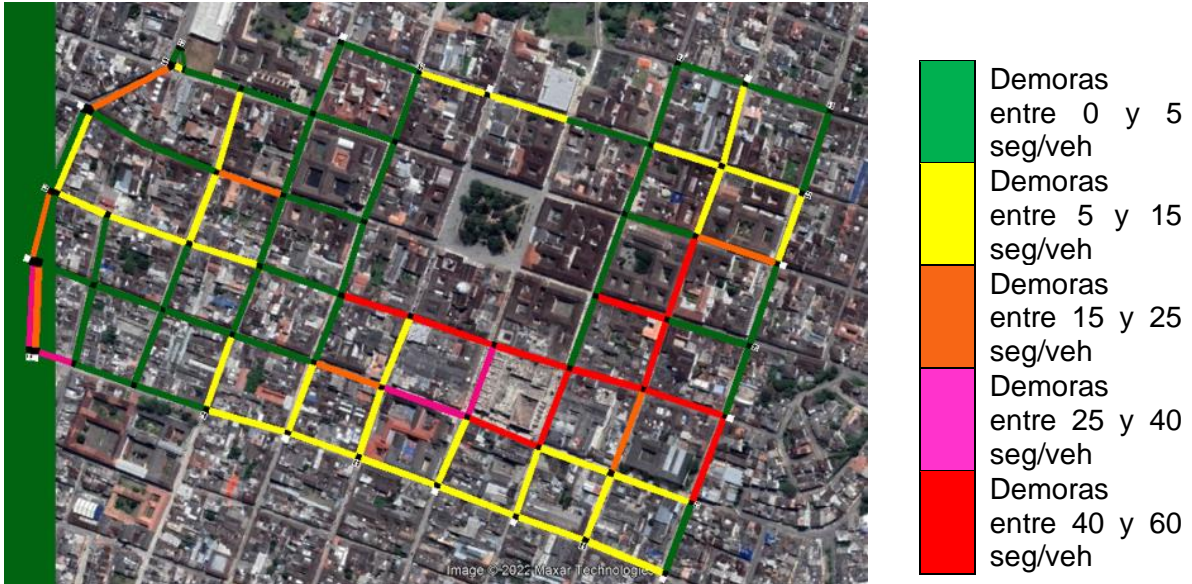 Demoras
entre 0 y 5
seg/veh
Demoras
entre 5 y 15
seg/veh
Demoras
entre 15 y 25
seg/veh
Demoras
entre 25 y 40
seg/veh
Demoras
entre 40 y 60
seg/veh
Image © 2022 Maxar Technologies